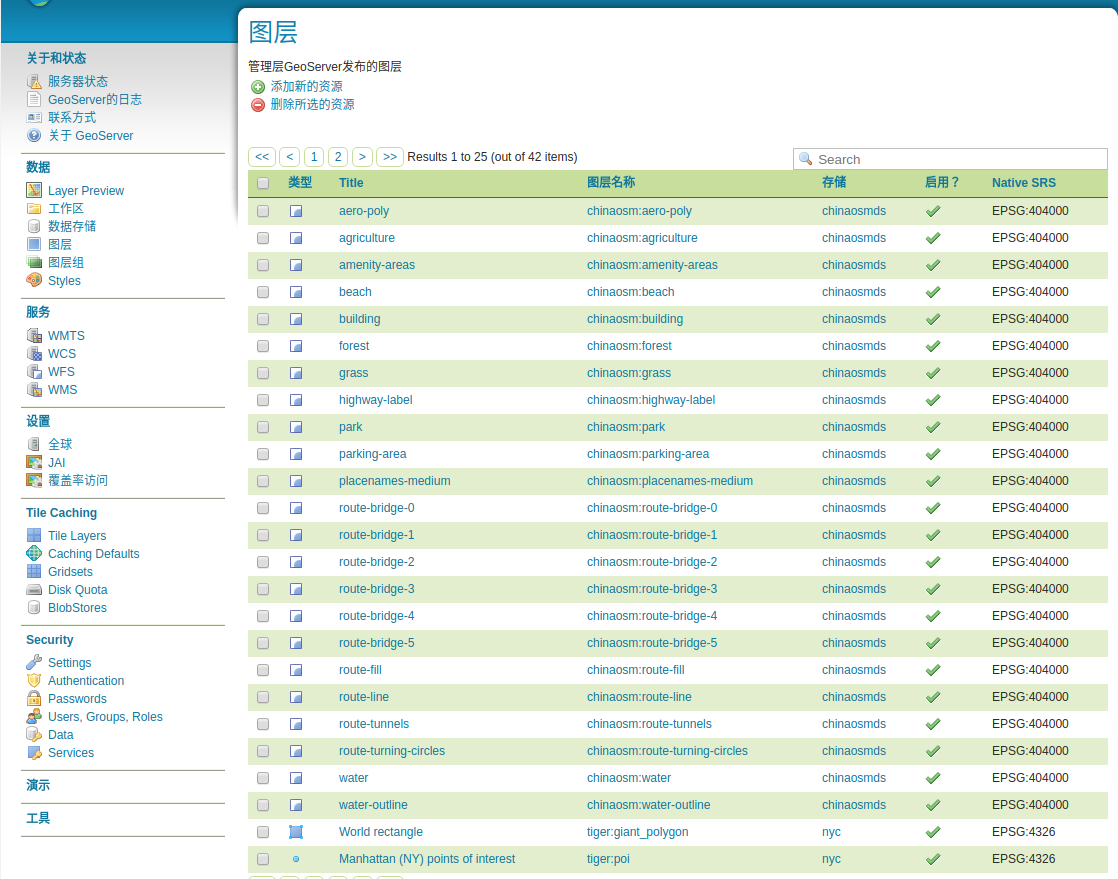 关于和状态
服务器状态
GeoServer的日志
联系方式
关于 GeoServer
数据
Layer Preview
工作区
数据存储
图层
图层组
Styles
服务
WMTS
WCS
WFS
WMS
设置
全球
JAI
覆盖率访问
Tile Caching
Tile Layers
Caching Defaults
Gridsets
Disk Quota
BlobStores
Security
Settings
Authentication
Passwords
Users, Groups, Roles
Data
Services
演示
工具
图层
管理层GeoServer发布的图层
添加新的资源
删除所选的资源
<< < 1 2 > >> Results 1 to 25 (out of 42 items) Search
类型 Title 图层名称 存储 启用？ Native SRS
aero-poly chinaosm:aero-poly chinaosmds EPSG:404000
agriculture chinaosm:agriculture chinaosmds EPSG:404000
amenity-areas chinaosm:amenity-areas chinaosmds EPSG:404000
beach chinaosm:beach chinaosmds EPSG:404000
building chinaosm:building chinaosmds EPSG:404000
forest chinaosm:forest chinaosmds EPSG:404000
grass chinaosm:grass chinaosmds EPSG:404000
highway-label chinaosm:highway-label chinaosmds EPSG:404000
park chinaosm:park chinaosmds EPSG:404000
parking-area chinaosm:parking-area chinaosmds EPSG:404000
placenames-medium chinaosm:placenames-medium chinaosmds EPSG:404000
route-bridge-0 chinaosm:route-bridge-0 chinaosmds EPSG:404000
route-bridge-1 chinaosm:route-bridge-1 chinaosmds EPSG:404000
route-bridge-2 chinaosm:route-bridge-2 chinaosmds EPSG:404000
route-bridge-3 chinaosm:route-bridge-3 chinaosmds EPSG:404000
route-bridge-4 chinaosm:route-bridge-4 chinaosmds EPSG:404000
route-bridge-5 chinaosm:route-bridge-5 chinaosmds EPSG:404000
route-fill chinaosm:route-fill chinaosmds EPSG:404000
route-line chinaosm:route-line chinaosmds EPSG:404000
route-tunnels chinaosm:route-tunnels chinaosmds EPSG:404000
route-turning-circles chinaosm:route-turning-circles chinaosmds EPSG:404000
water chinaosm:water chinaosmds EPSG:404000
water-outline chinaosm:water-outline chinaosmds EPSG:404000
World rectangle tiger:giant_polygon nyc EPSG:4326
Manhattan (NY) points of interest tiger:poi nyc EPSG:4326